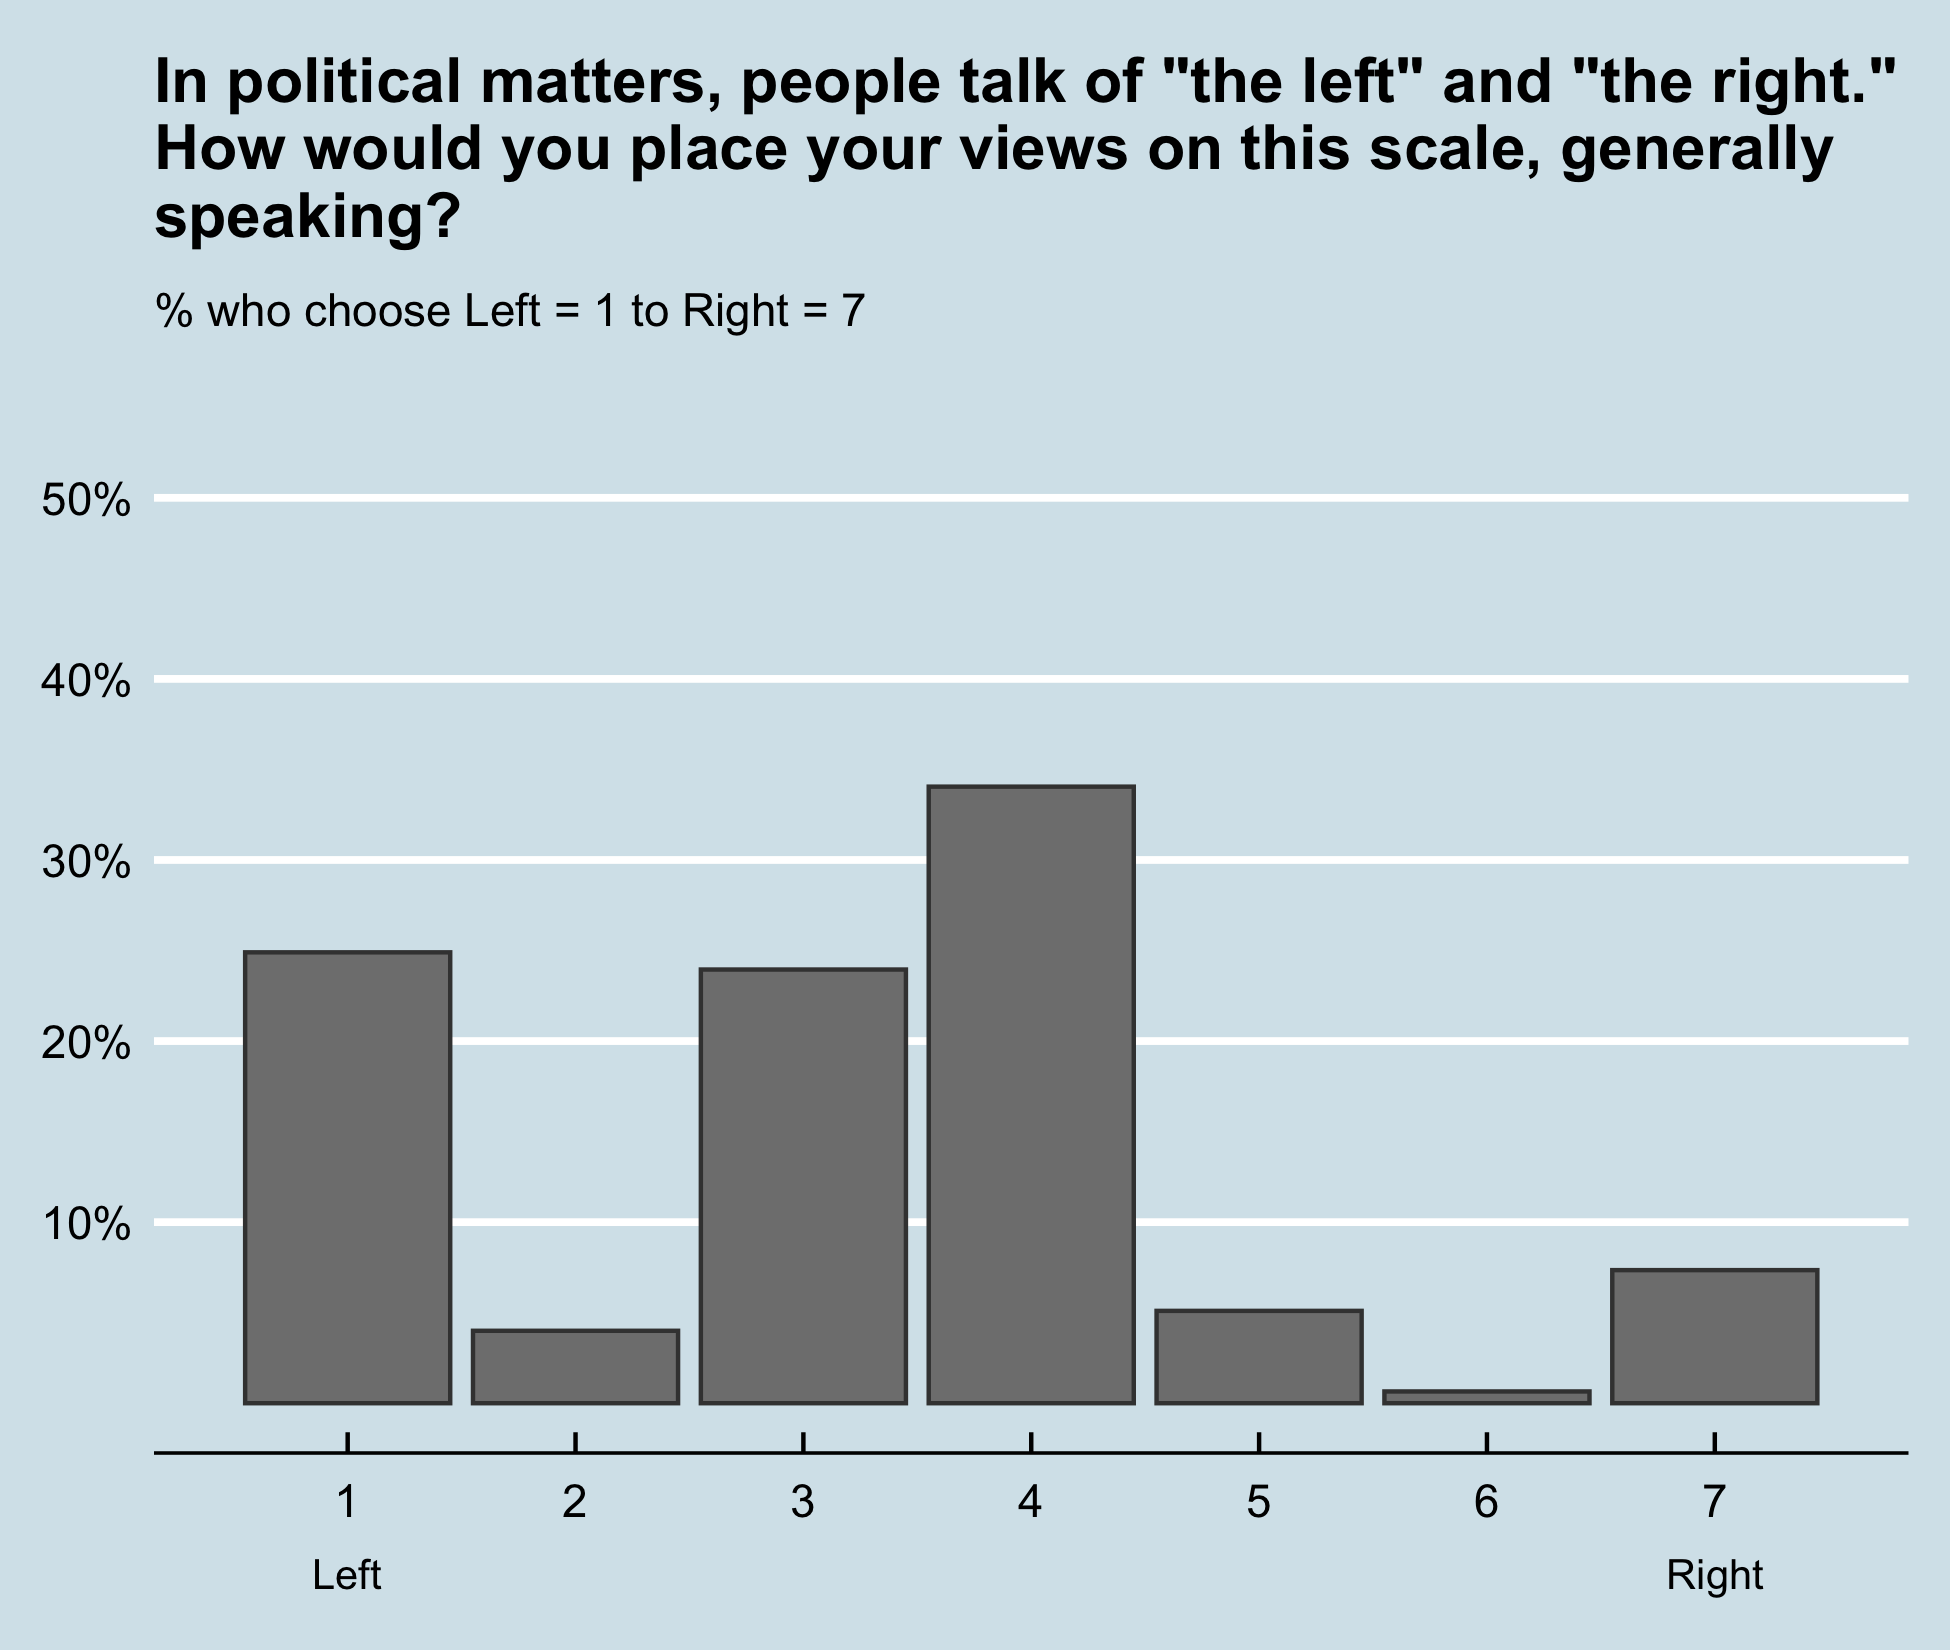 In political matters, people talk of "the left" and "the right."
How would you place your views on this scale, generally
speaking?
% who choose Left = 1 to Right = 7
50%
40%
30%
20%
10%
1 2 3 4 5 6 7
Left Right